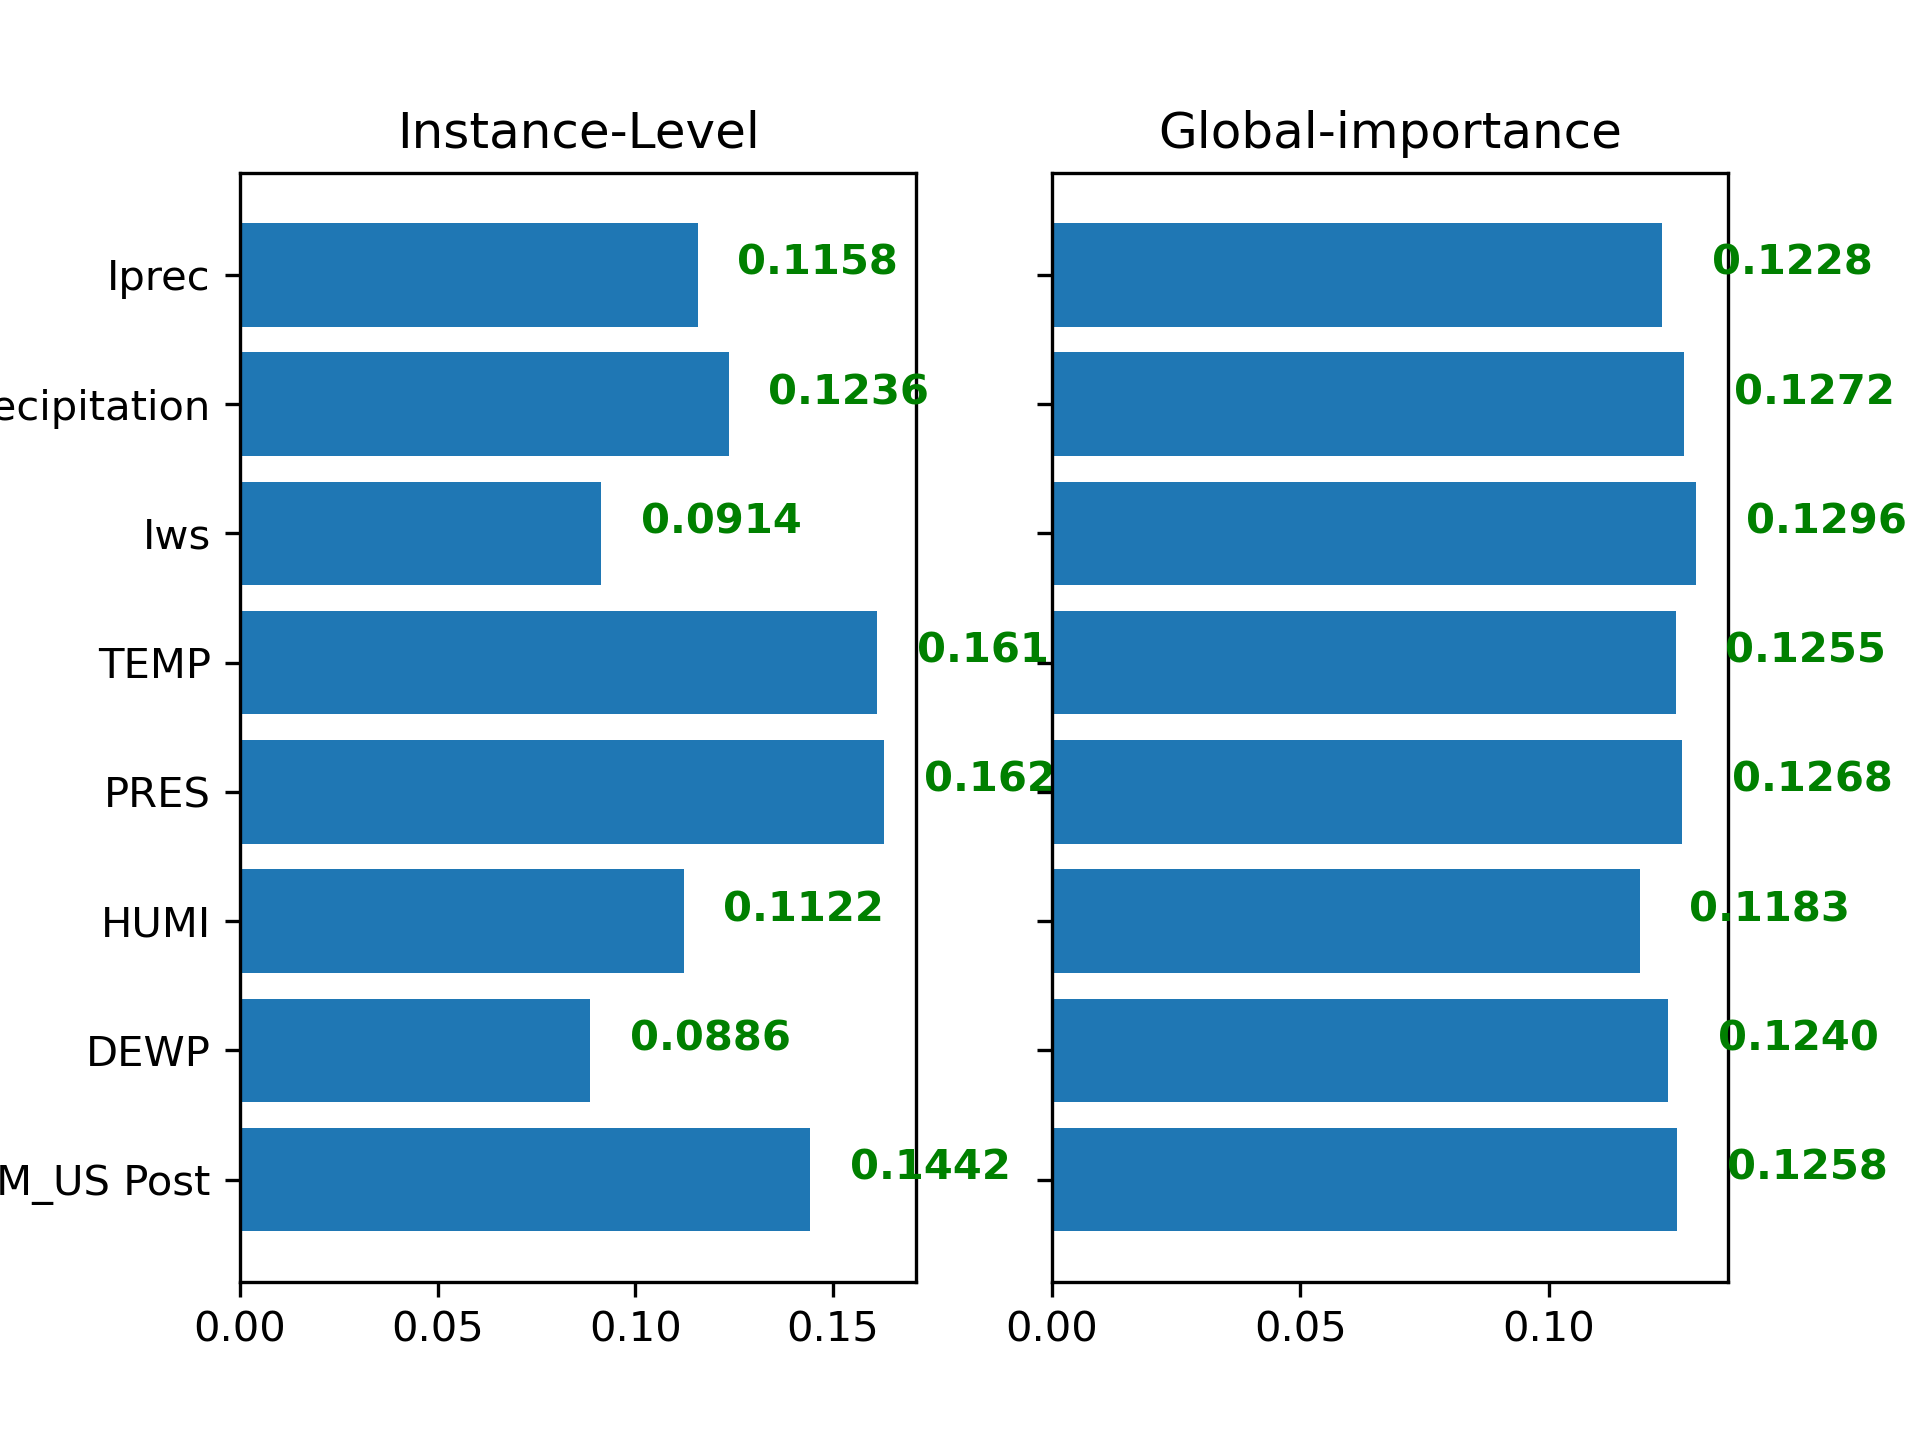 Instance-Level Global-importance
Iprec 0.1158 0.1228
ecipitation 0.1236 0.1272
Iws 0.0914 0.1296
TEMP 0.161 0.1255
PRES 0.162 0.1268
HUMI 0.1122 0.1183
DEWP 0.0886 0.1240
M_US Post 0.1442 0.1258
0.00 0.05 0.10 0.15 0.00 0.05 0.10